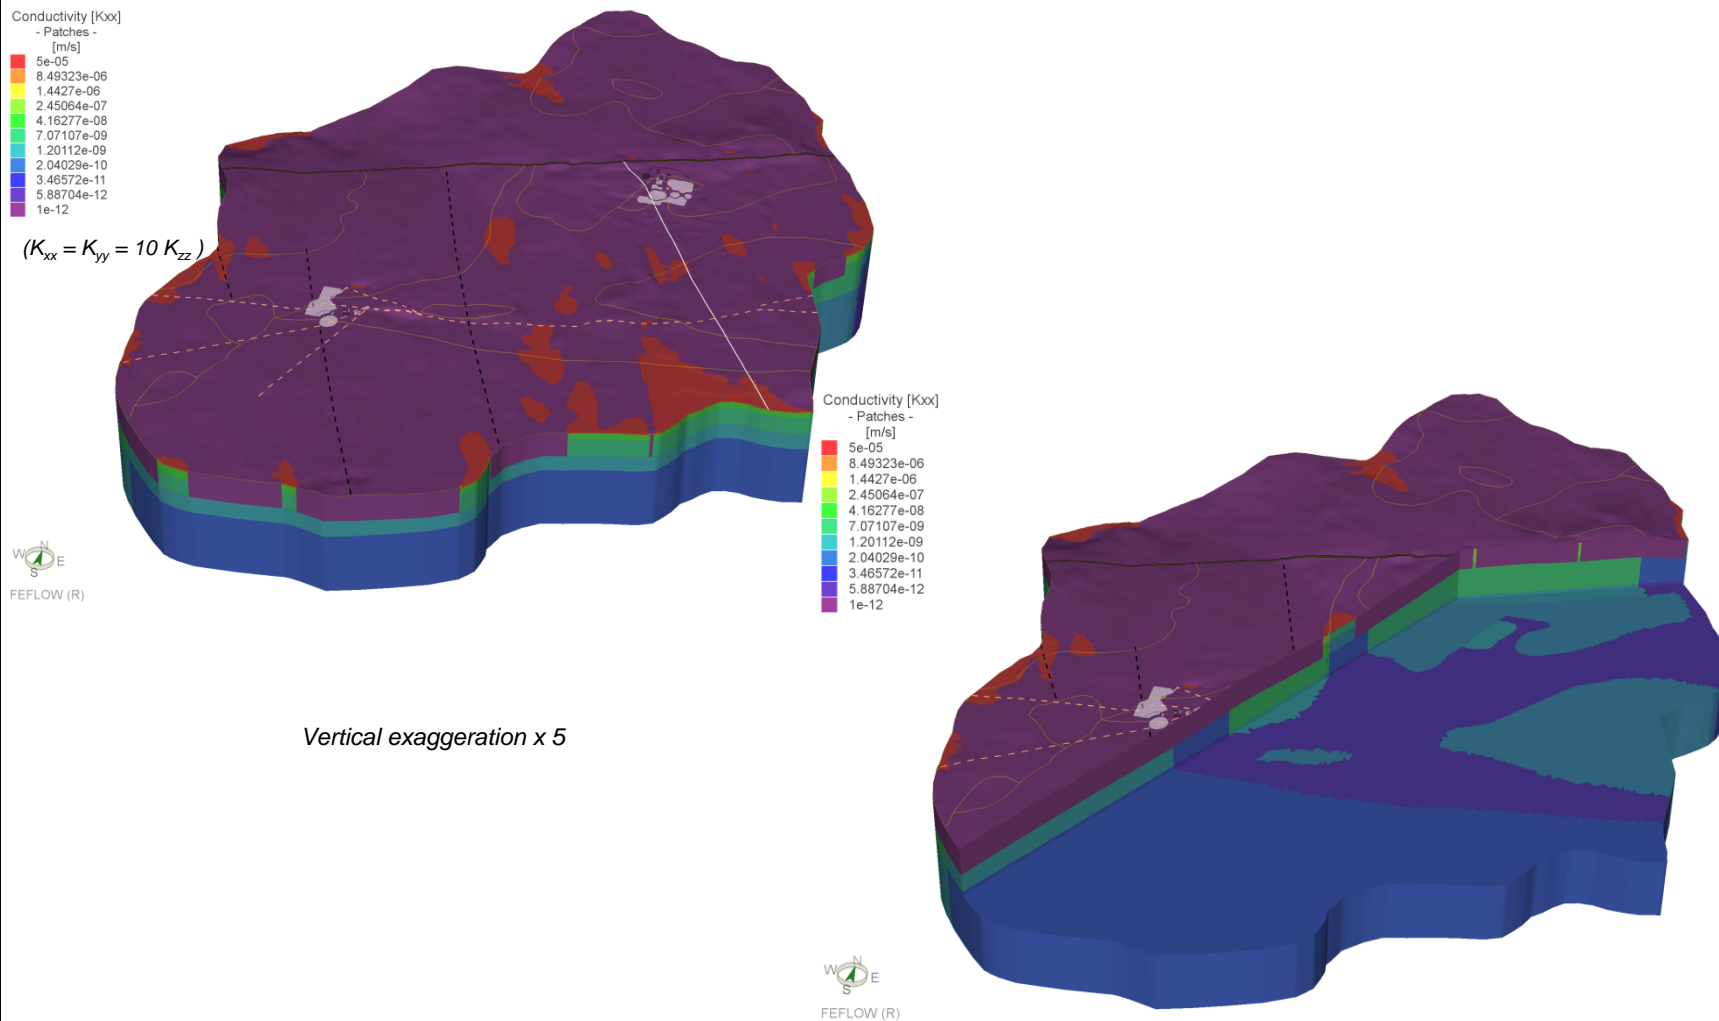 Conductivity [Kxx]
- Patches -
[m/s]
5e-05
8.49323e-06
1.4427e-06
2.45064e-07
4.16277e-08
7.07107e-09
1.20112e-09
2.04029e-10
3.46572e-11
5.88704e-12
1e-12
(Kxx = Kyy = 10 Kzz )
N
W E
S
FEFLOW (R)
Vertical exaggeration x 5
Conductivity [Kxx]
- Patches -
[m/s]
5e-05
8.49323e-06
1.4427e-06
2.45064e-07
4.16277e-08
7.07107e-09
1.20112e-09
2.04029e-10
3.46572e-11
5.88704e-12
1e-12
N
W E
S
FEFLOW (R)